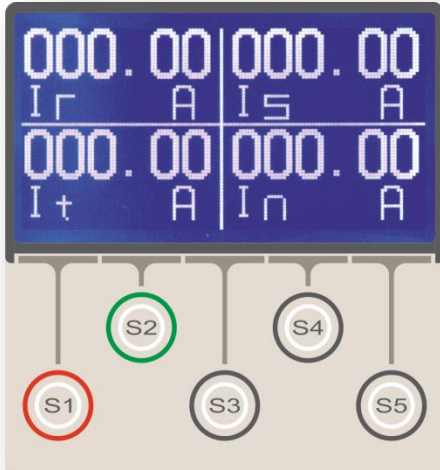 000.00 000.00
Ir A Is A
000.00 000.00
It A In A
S2 S4
S1 S3 S5